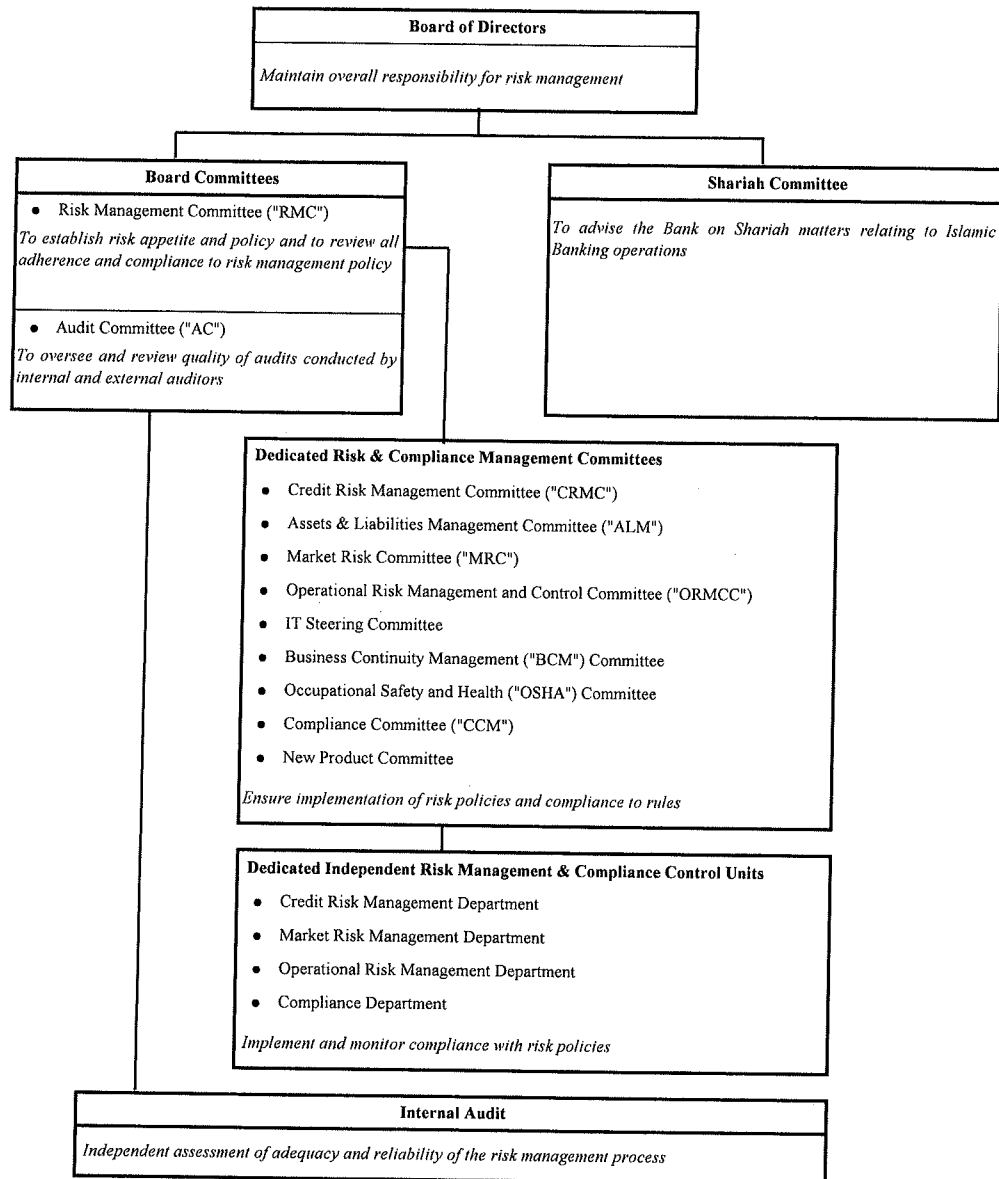 Board of Directors
Maintain overall responsibility for risk management
Board Committees
● Risk Management Committee ("RMC")
To establish risk appetite and policy and to review all
adherence and compliance to risk management policy
● Audit Committee ("AC")
To oversee and review quality of audits conducted by
internal and external auditors
Shariah Committee
To advise the Bank on Shariah matters relating to Islamic
Banking operations
Dedicated Risk & Compliance Management Committees
● Credit Risk Management Committee ("CRMC")
● Assets & Liabilities Management Committee ("ALM")
● Market Risk Committee ("MRC")
● Operational Risk Management and Control Committee ("ORMCC")
● IT Steering Committee
● Business Continuity Management ("BCM") Committee
● Occupational Safety and Health ("OSHA") Committee
● Compliance Committee ("CCM")
● New Product Committee
Ensure implementation of risk policies and compliance to rules
Dedicated Independent Risk Management & Compliance Control Units
● Credit Risk Management Department
● Market Risk Management Department
● Operational Risk Management Department
● Compliance Department
Implement and monitor compliance with risk policies
Internal Audit
Independent assessment of adequacy and reliability of the risk management process